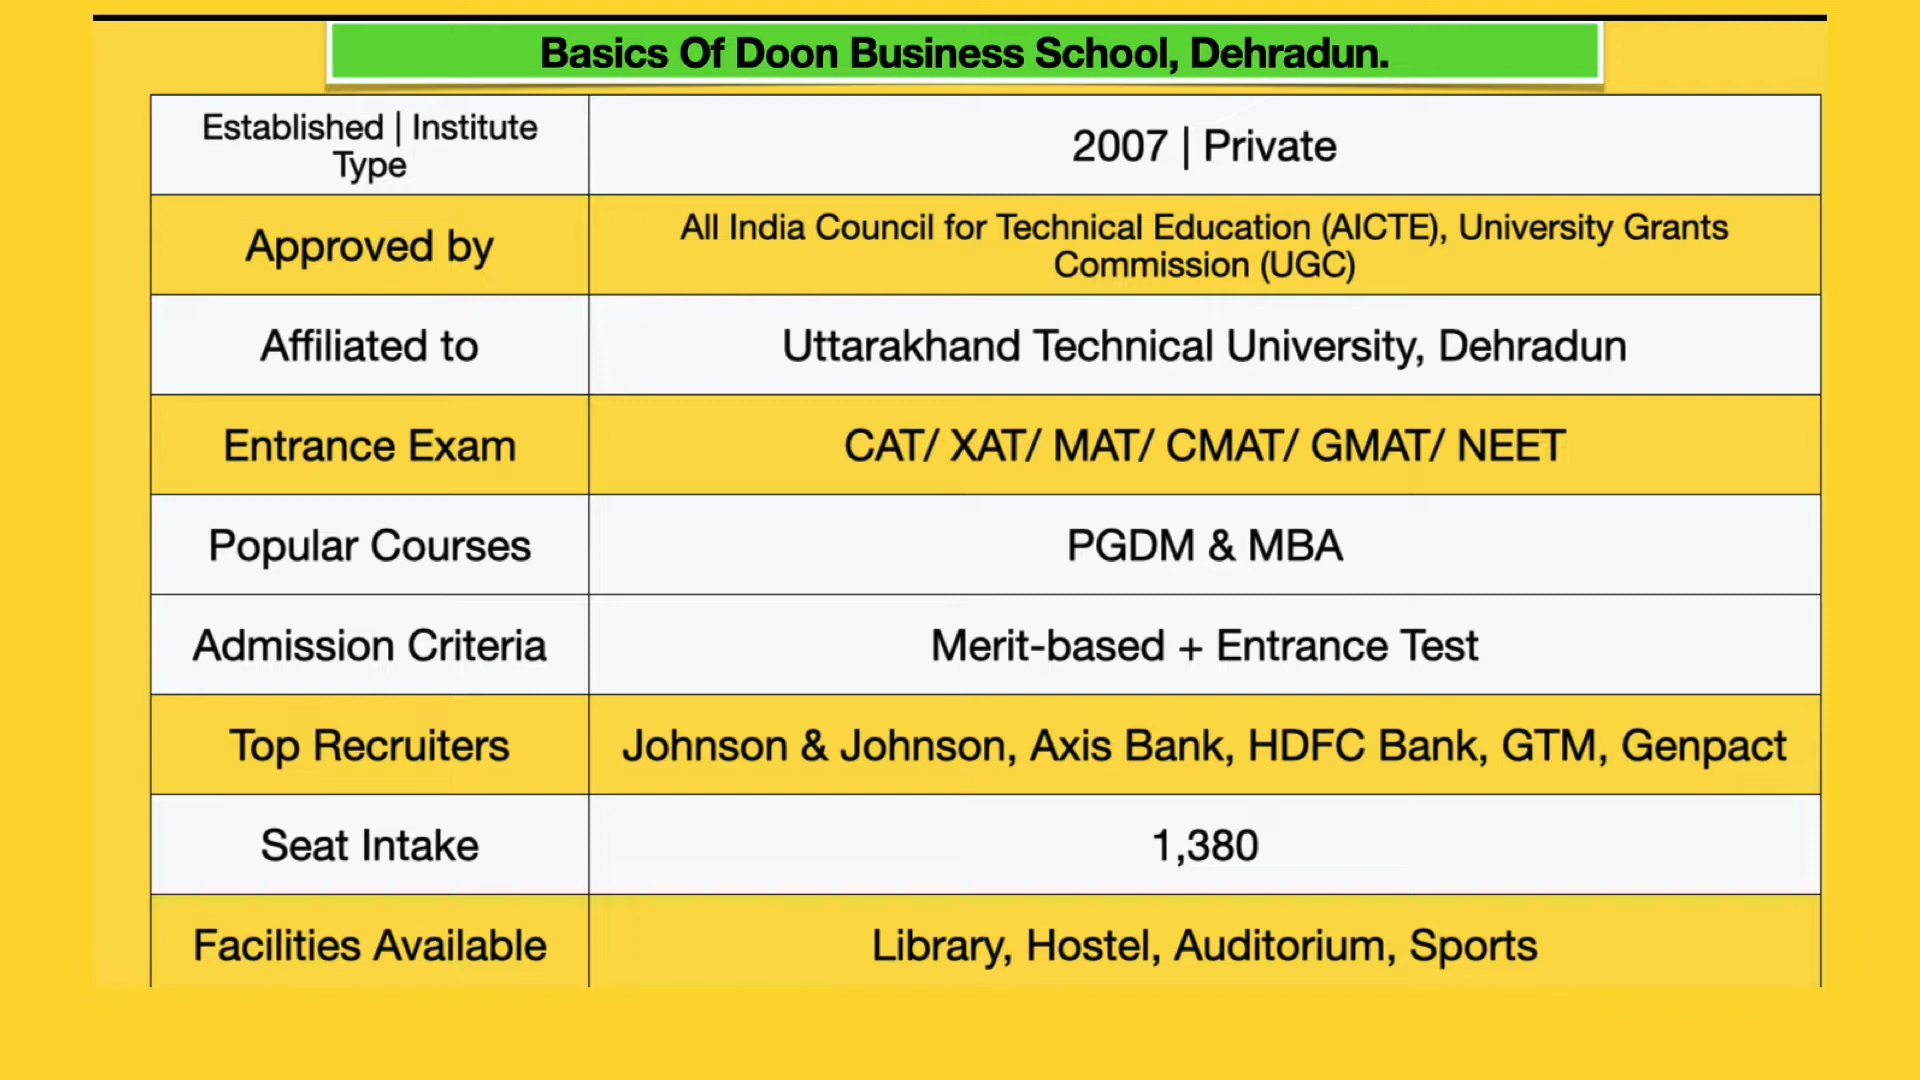 Basics Of Doon Business School, Dehradun.
Established | Institute
Type
2007 | Private
Approved by
All India Council for Technical Education (AICTE), University Grants
Commission (UGC)
Affiliated to
Uttarakhand Technical University, Dehradun
Entrance Exam
CAT/ XAT/ MAT/ CMAT/ GMAT/ NEET
Popular Courses
PGDM & MBA
Admission Criteria
Merit-based + Entrance Test
Top Recruiters
Johnson & Johnson, Axis Bank, HDFC Bank, GTM, Genpact
Seat Intake
1,380
Facilities Available
Library, Hostel, Auditorium, Sports